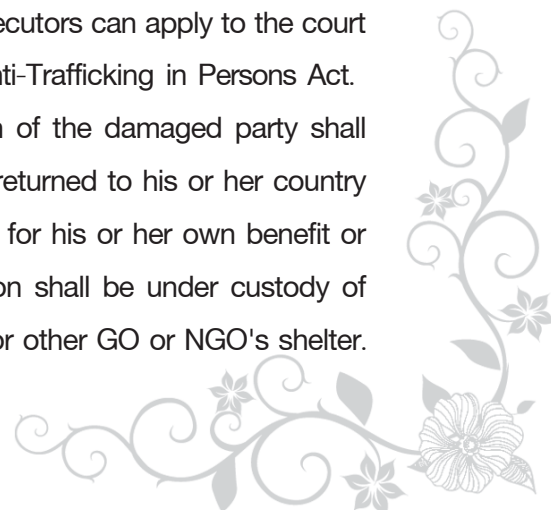 ecutors can apply to the court
ti-Trafficking in Persons Act.
of the damaged party shall
returned to his or her country
for his or her own benefit or
on shall be under custody of
or other GO or NGO's shelter.